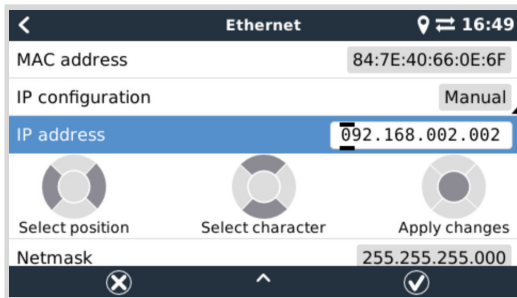 Ethernet 16:49
MAC address 84:7E:40:66:0E:6F
IP configuration Manual
IP address 092.168.002.002
Select position Select character Apply changes
Netmask 255.255.255.000